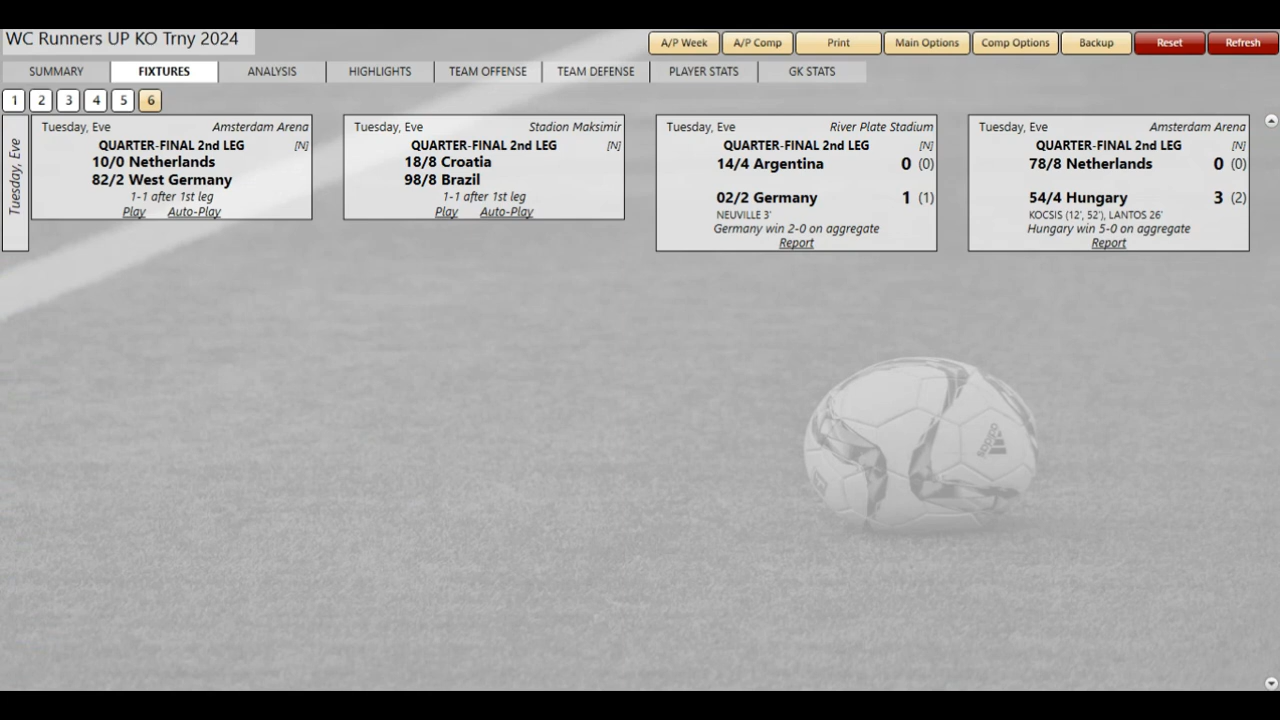 WC Runners UP KO Trny 2024
A/P Week
A/P Comp
Print
Main Options
Comp Options
Backup
Reset
Refresh
SUMMARY
FIXTURES
ANALYSIS
HIGHLIGHTS
TEAM OFFENSE
TEAM DEFENSE
PLAYER STATS
GK STATS
1 2 3 4 5 6
Tuesday, Eve
Tuesday, Eve Amsterdam Arena
QUARTER-FINAL 2nd LEG [N]
10/0 Netherlands
82/2 West Germany
1-1 after 1st leg
Play Auto-Play
Tuesday, Eve Stadion Maksimir
QUARTER-FINAL 2nd LEG [N]
18/8 Croatia
98/8 Brazil
1-1 after 1st leg
Play Auto-Play
Tuesday, Eve River Plate Stadium
QUARTER-FINAL 2nd LEG [N]
14/4 Argentina 0 (0)
02/2 Germany 1 (1)
NEUVILLE 3'
Germany win 2-0 on aggregate
Report
Tuesday, Eve Amsterdam Arena
QUARTER-FINAL 2nd LEG [N]
78/8 Netherlands 0 (0)
54/4 Hungary 3 (2)
KOCSIS (12', 52'), LANTOS 26'
Hungary win 5-0 on aggregate
Report
adidas